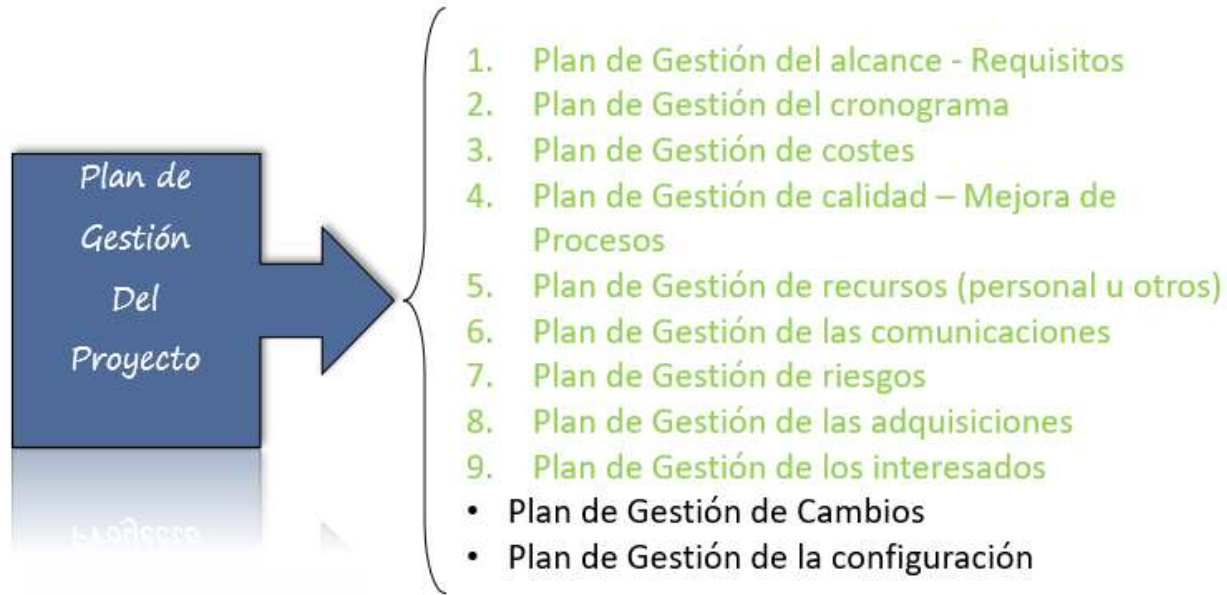 Plan de
Gestión
Del
Proyecto
1. Plan de Gestión del alcance - Requisitos
2. Plan de Gestión del cronograma
3. Plan de Gestión de costes
4. Plan de Gestión de calidad – Mejora de
Procesos
5. Plan de Gestión de recursos (personal u otros)
6. Plan de Gestión de las comunicaciones
7. Plan de Gestión de riesgos
8. Plan de Gestión de las adquisiciones
9. Plan de Gestión de los interesados
• Plan de Gestión de Cambios
• Plan de Gestión de la configuración